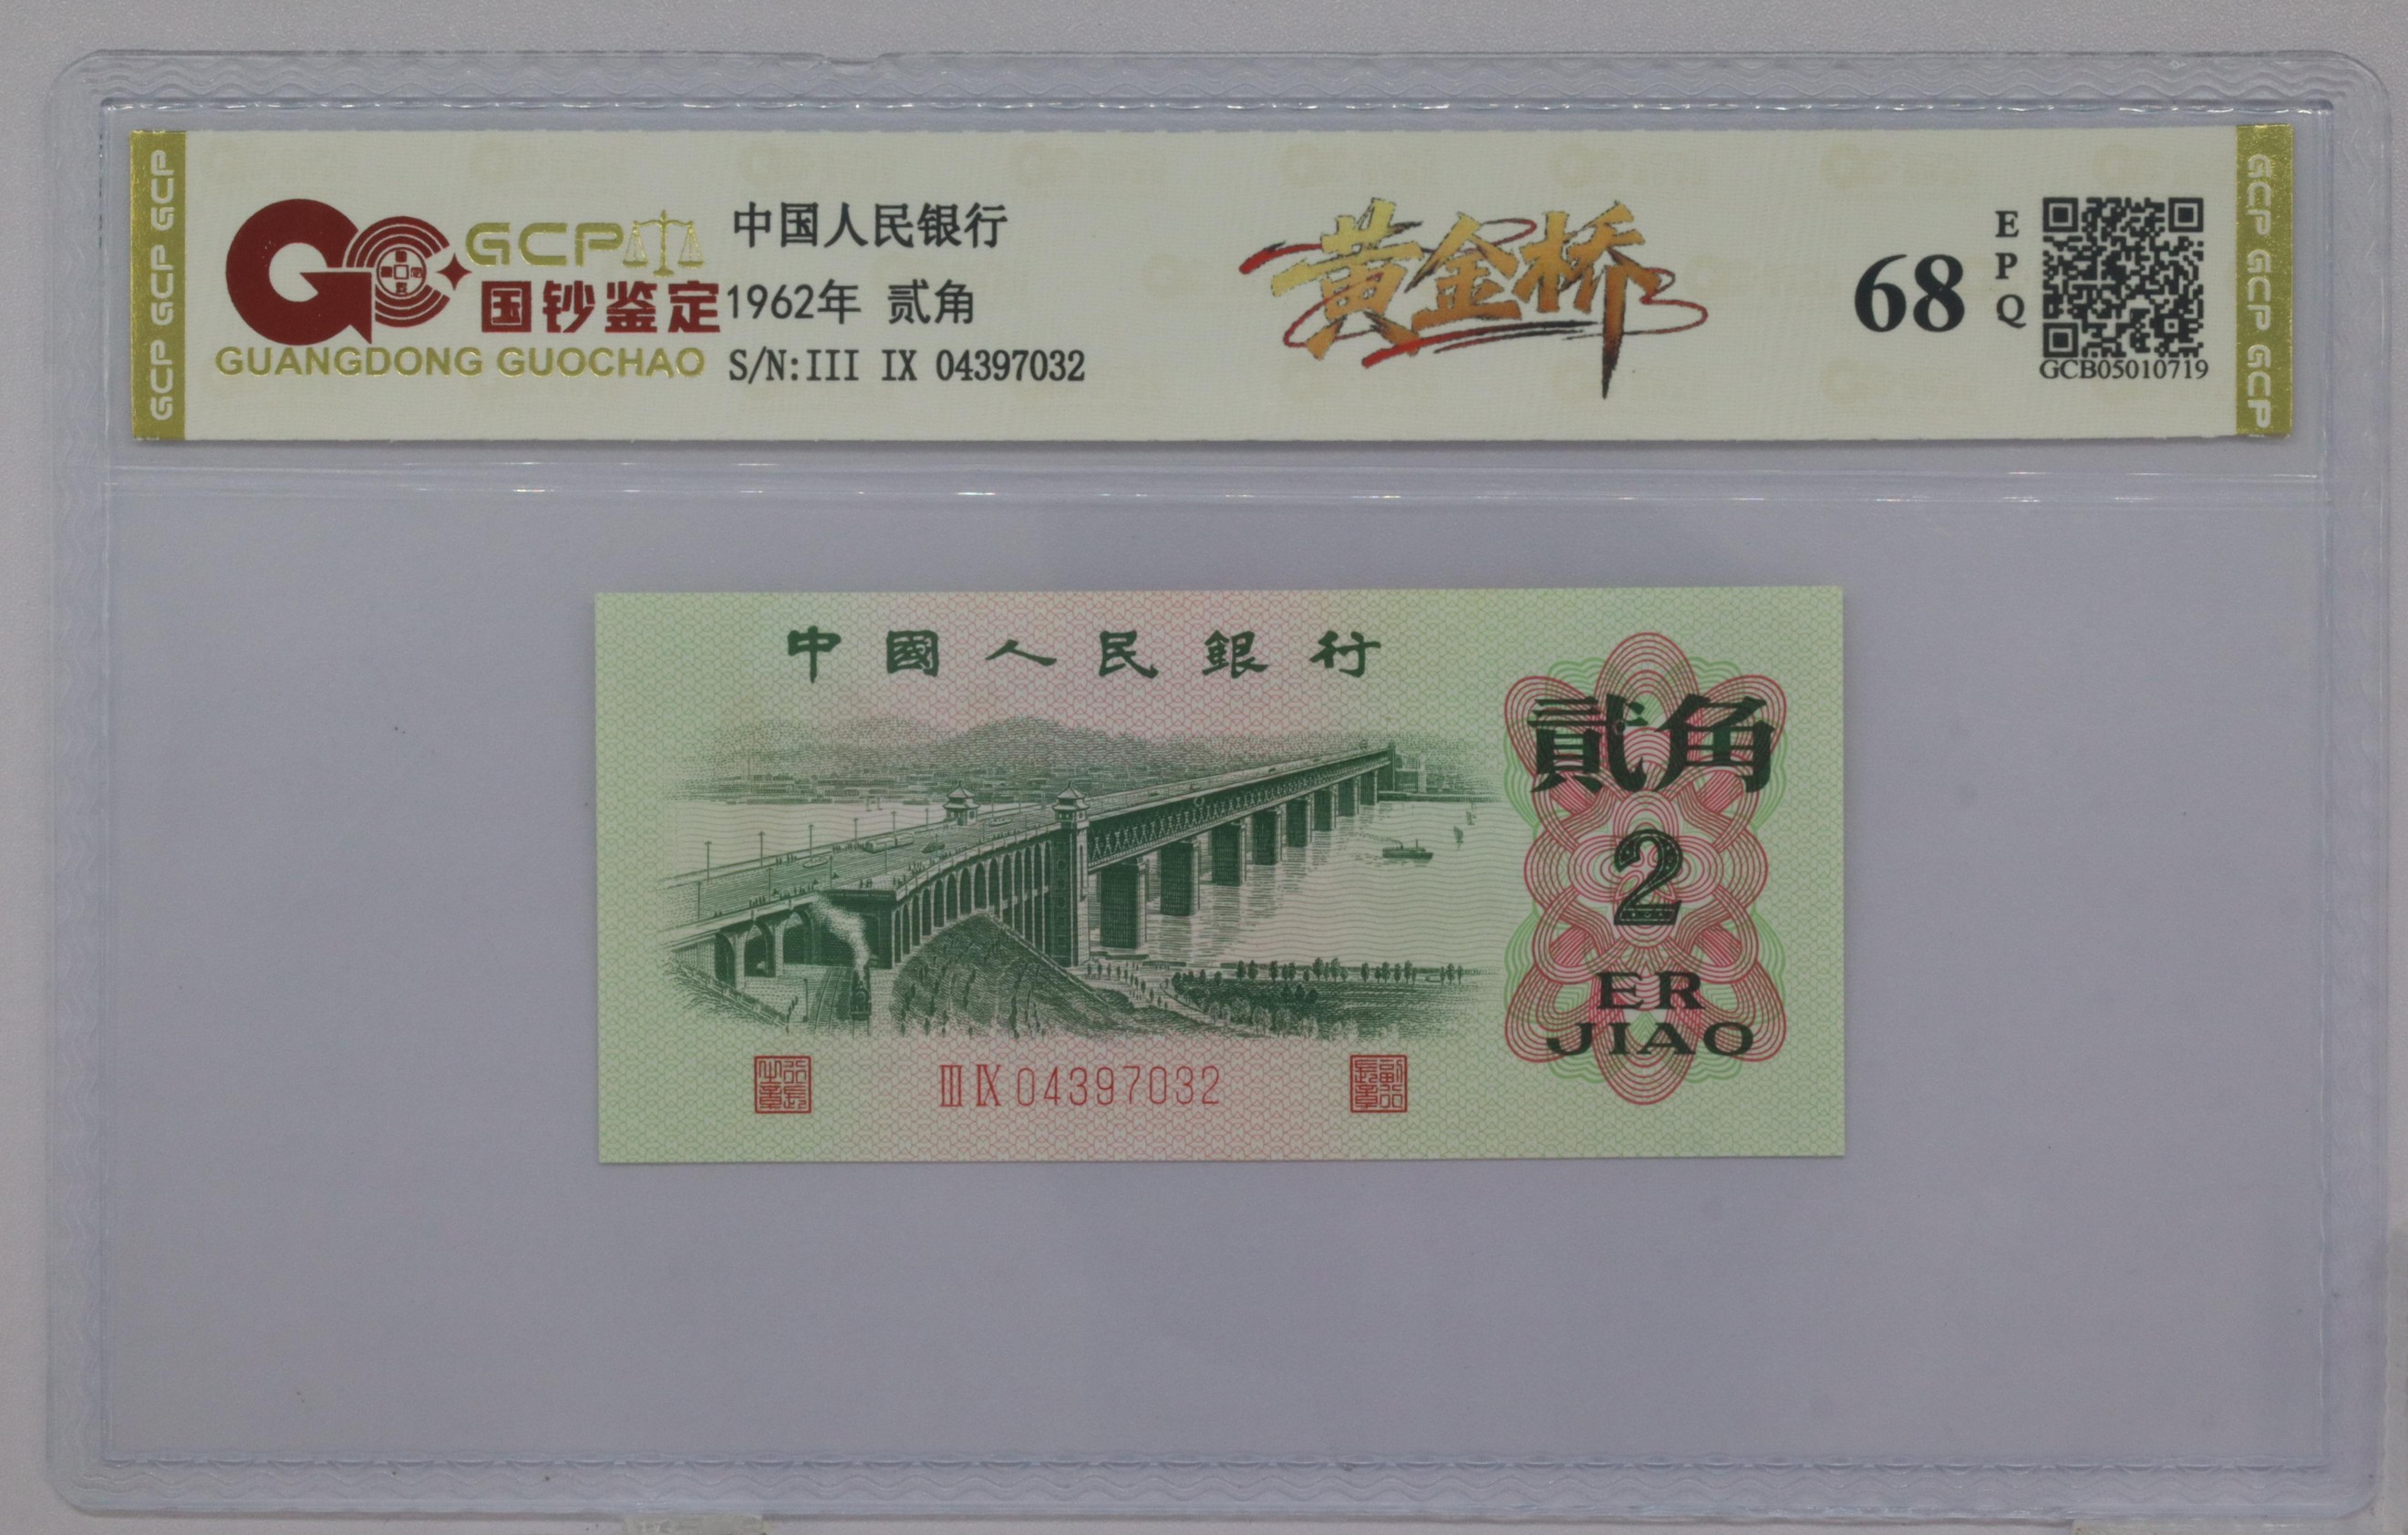 GCP
国钞鉴定
GUANGDONG GUOCHAO
中国人民银行
1962年 贰角
S/N:III IX 04397032
黄金桥
68
EPQ
GCB05010719
GCP GCP GCP
GCP GCP GCP
中國人民銀行
貳角
2
ER
JIAO
III IX 04397032